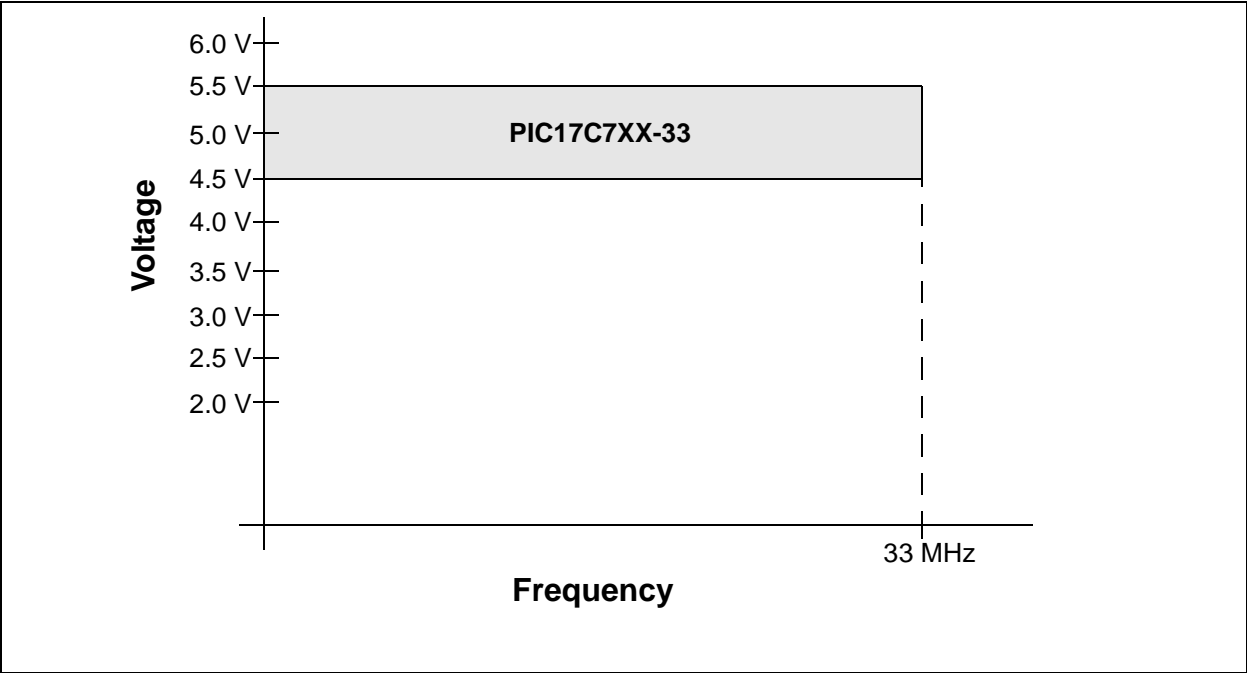 6.0 V
5.5 V
5.0 V
4.5 V
4.0 V
3.5 V
3.0 V
2.5 V
2.0 V
Voltage
PIC17C7XX-33
33 MHz
Frequency